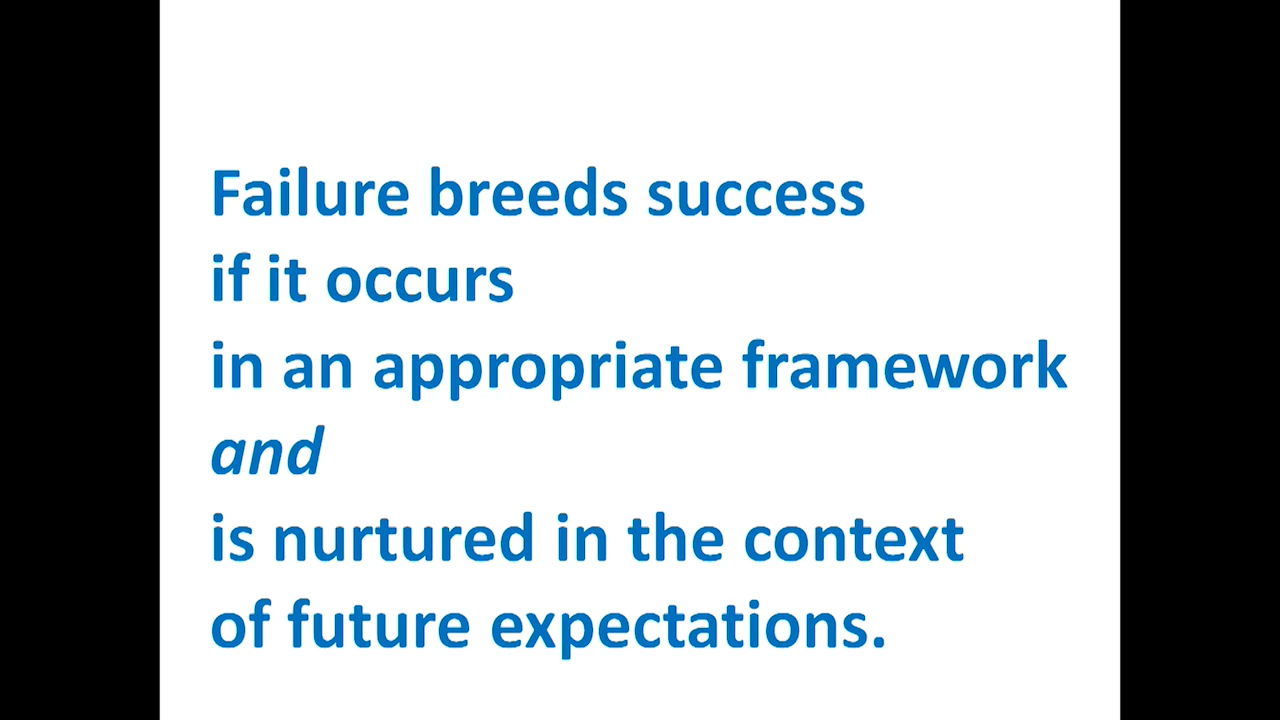 Failure breeds success
if it occurs
in an appropriate framework
and
is nurtured in the context
of future expectations.